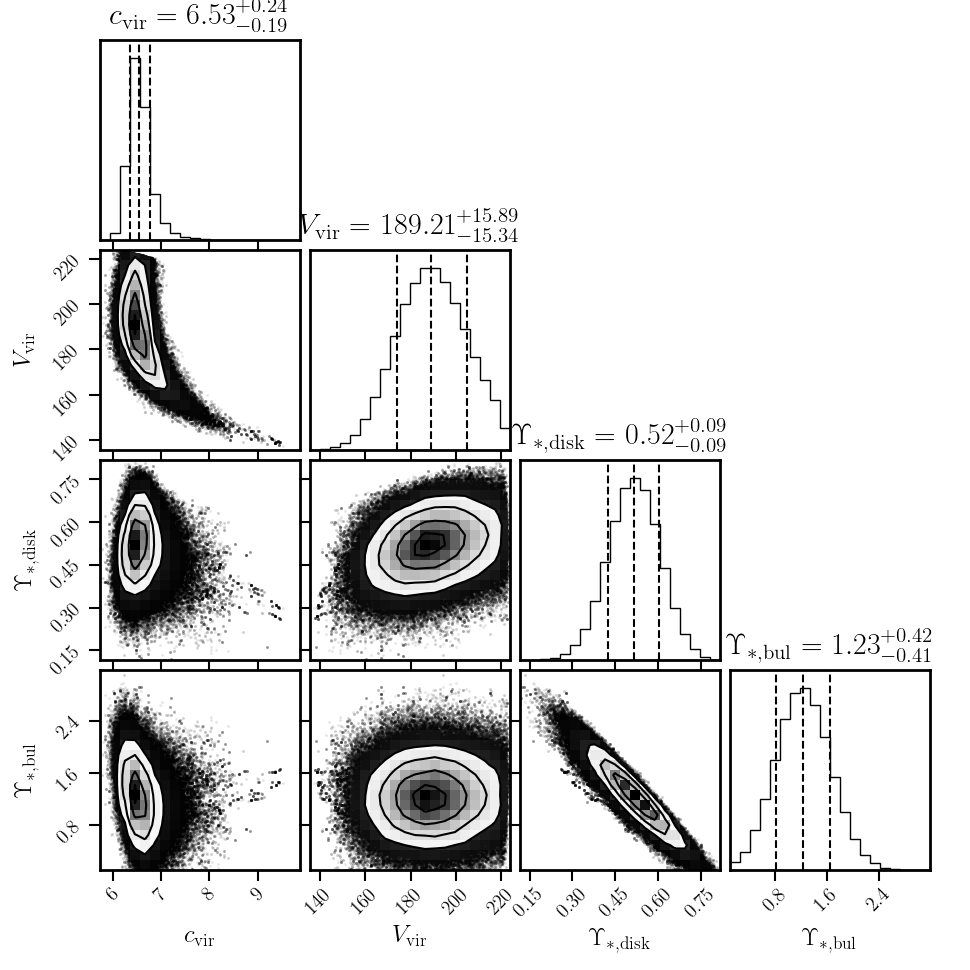 c_vir = 6.53 +0.24 −0.19
V_vir = 189.21 +15.89 −15.34
220
200
180
160
140
V_vir
ϒ_*,disk = 0.52 +0.09 −0.09
0.75
0.60
0.45
0.30
0.15
ϒ_*,disk
ϒ_*,bul = 1.23 +0.42 −0.41
2.4
1.6
0.8
ϒ_*,bul
6 7 8 9 140 160 180 200 220 0.15 0.30 0.45 0.60 0.75 0.8 1.6 2.4
c_vir V_vir ϒ_*,disk ϒ_*,bul